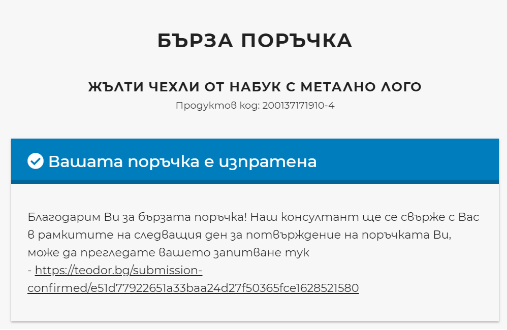 БЪРЗА ПОРЪЧКА
ЖЪЛТИ ЧЕХЛИ ОТ НАБУК С МЕТАЛНО ЛОГО
Продуктов код: 200137171910-4
Вашата поръчка е изпратена
Благодарим Ви за бързата поръчка! Наш консултант ще се свърже с Вас
в рамкитите на следващия ден за потвърждение на поръчката Ви,
може да прегледате вашето запитване тук
- https://teodor.bg/submission-
confirmed/e51d77922651a33baa24d27f50365fce1628521580